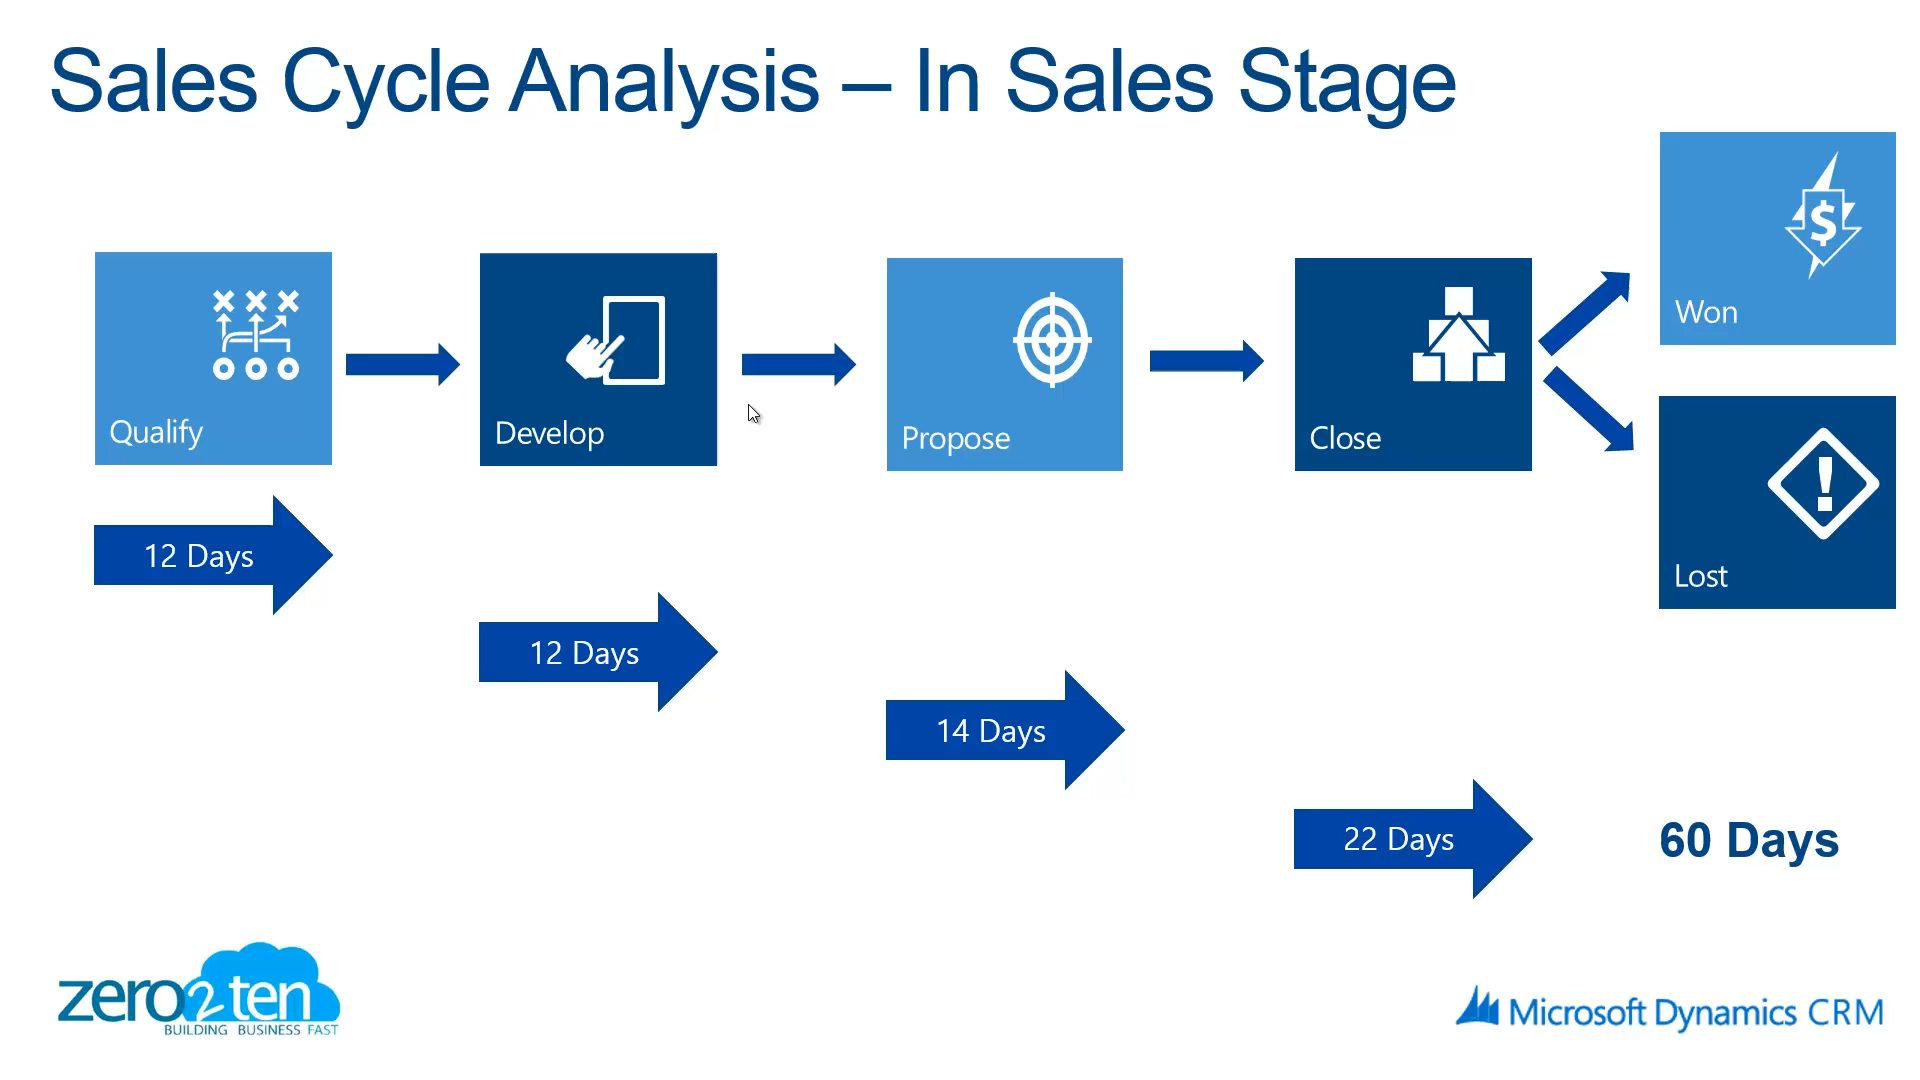 Sales Cycle Analysis – In Sales Stage
Qualify
Develop
Propose
Close
Won
Lost
12 Days
12 Days
14 Days
22 Days
60 Days
zero2ten
BUILDING BUSINESS FAST
Microsoft Dynamics CRM